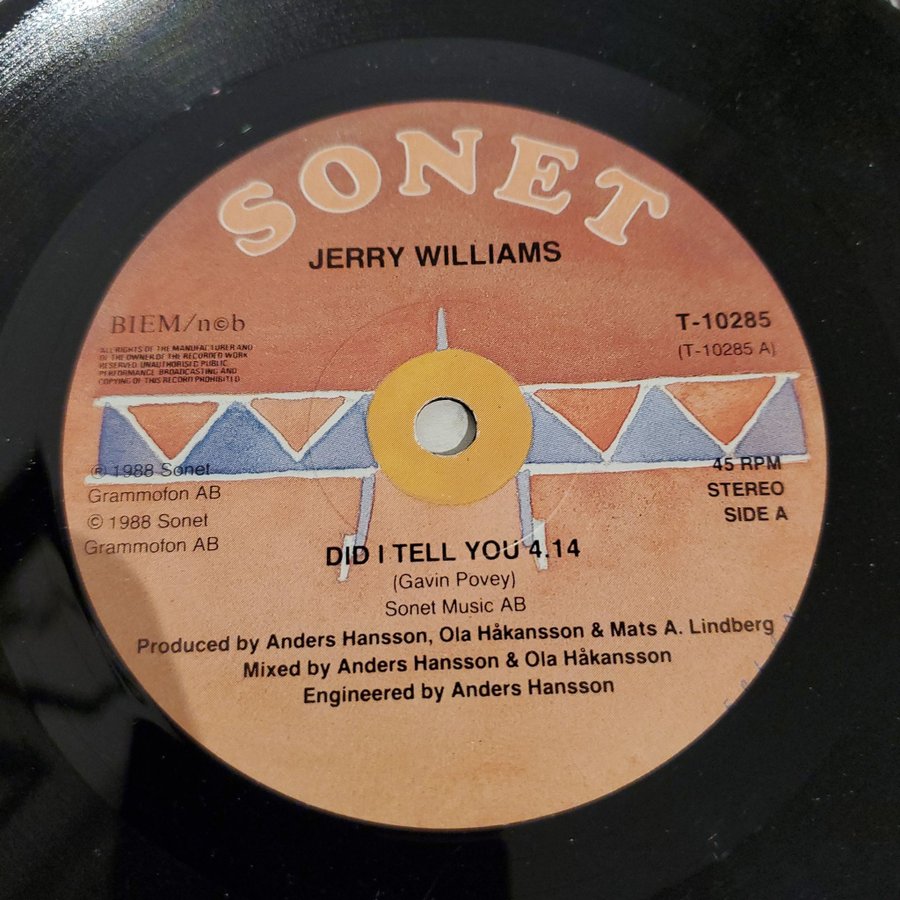 SONET
JERRY WILLIAMS
BIEM/n©b
ALL RIGHTS OF THE MANUFACTURER AND
OF THE OWNER OF THE RECORDED WORK
RESERVED. UNAUTHORISED PUBLIC
PERFORMANCE BROADCASTING AND
COPYING OF THIS RECORD PROHIBITED
T-10285
(T-10285 A)
℗ 1988 Sonet
Grammofon AB
© 1988 Sonet
Grammofon AB
45 RPM
STEREO
SIDE A
DID I TELL YOU 4.14
(Gavin Povey)
Sonet Music AB
Produced by Anders Hansson, Ola Håkansson & Mats A. Lindberg
Mixed by Anders Hansson & Ola Håkansson
Engineered by Anders Hansson